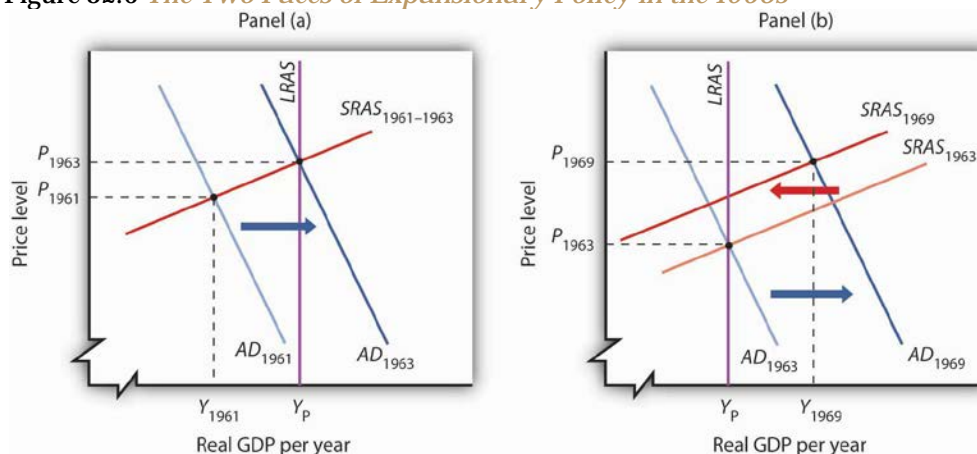 Panel (a)
LRAS
SRAS1961–1963
P1963
P1961
Price level
AD1961
AD1963
Y1961
YP
Real GDP per year
Panel (b)
LRAS
SRAS1969
SRAS1963
P1969
P1963
Price level
AD1963
AD1969
YP
Y1969
Real GDP per year